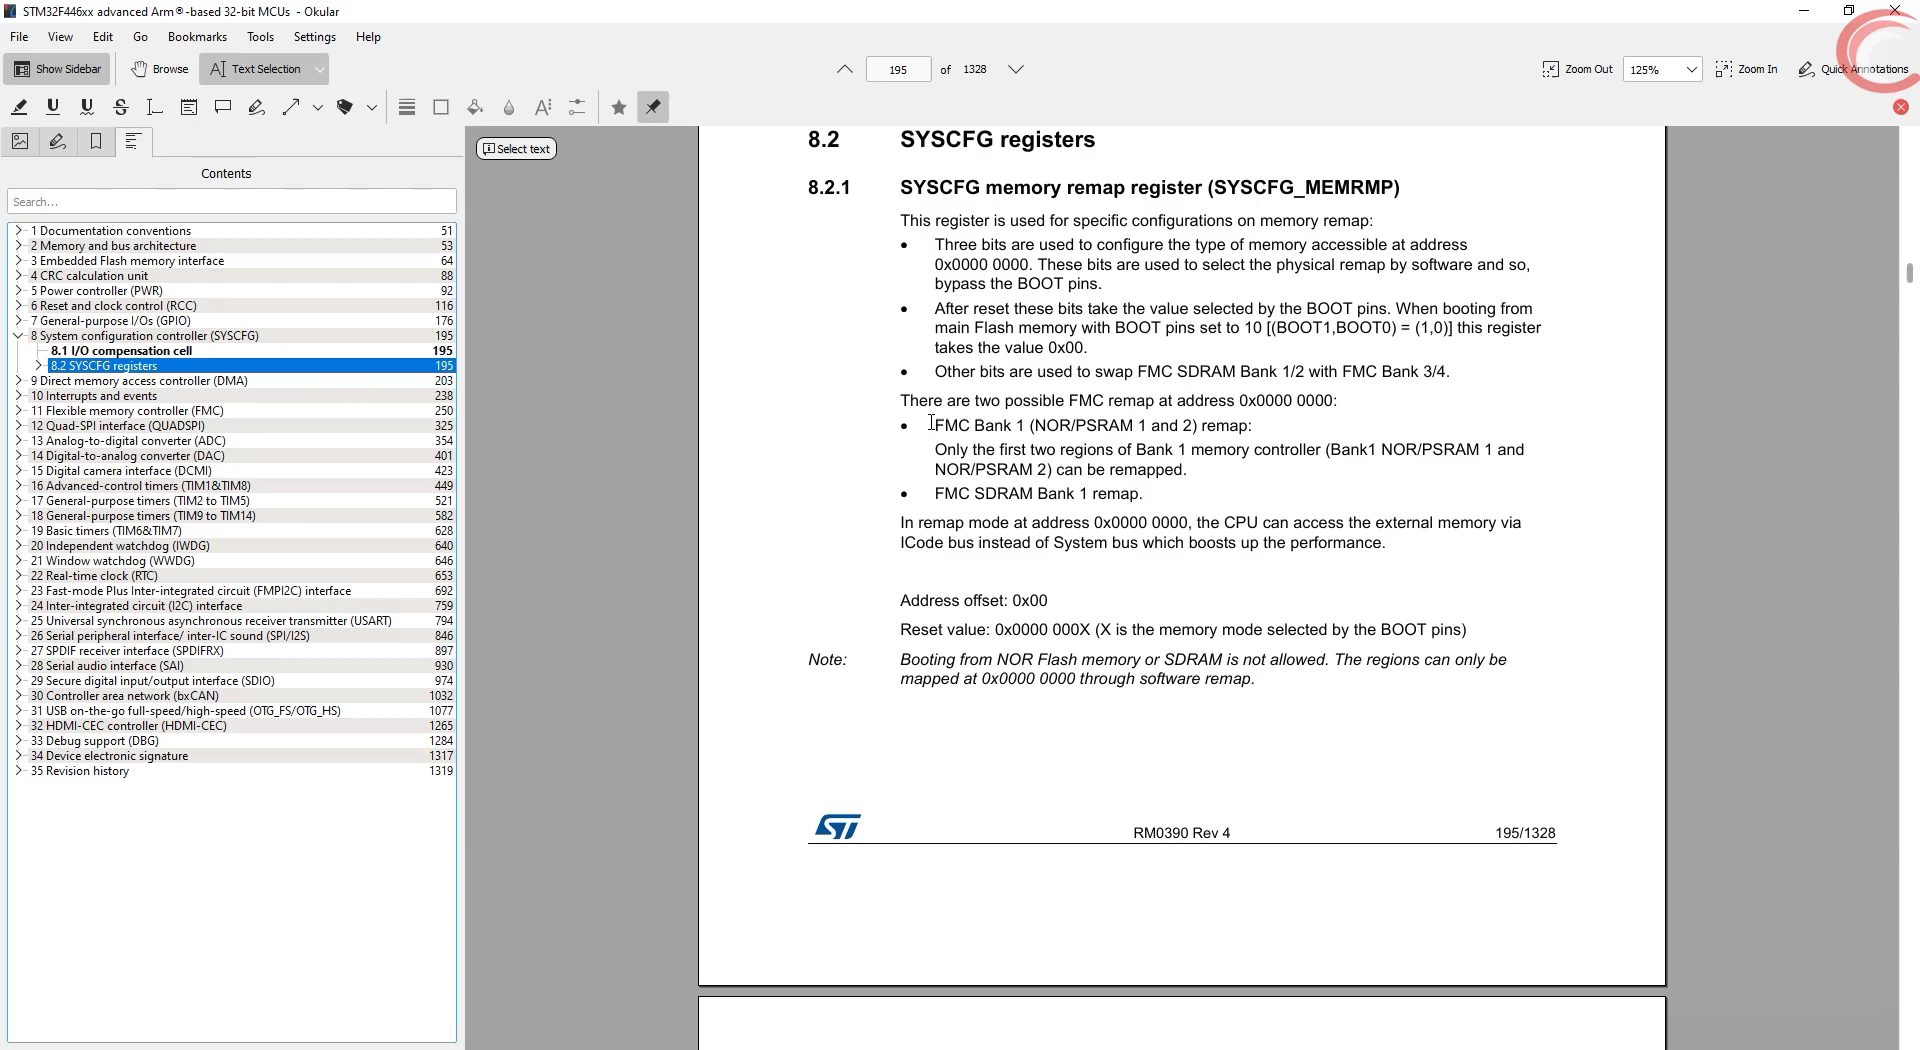 STM32F446xx advanced Arm®-based 32-bit MCUs - Okular
File View Edit Go Bookmarks Tools Settings Help
Show Sidebar Browse Text Selection 195 of 1328 Zoom Out 125% Zoom In Quick Annotations
Select text
Contents
Search...
1 Documentation conventions 51
2 Memory and bus architecture 53
3 Embedded Flash memory interface 64
4 CRC calculation unit 88
5 Power controller (PWR) 92
6 Reset and clock control (RCC) 116
7 General-purpose I/Os (GPIO) 176
8 System configuration controller (SYSCFG) 195
8.1 I/O compensation cell 195
8.2 SYSCFG registers 195
9 Direct memory access controller (DMA) 203
10 Interrupts and events 238
11 Flexible memory controller (FMC) 250
12 Quad-SPI interface (QUADSPI) 325
13 Analog-to-digital converter (ADC) 354
14 Digital-to-analog converter (DAC) 401
15 Digital camera interface (DCMI) 423
16 Advanced-control timers (TIM1&TIM8) 449
17 General-purpose timers (TIM2 to TIM5) 521
18 General-purpose timers (TIM9 to TIM14) 582
19 Basic timers (TIM6&TIM7) 628
20 Independent watchdog (IWDG) 640
21 Window watchdog (WWDG) 646
22 Real-time clock (RTC) 653
23 Fast-mode Plus Inter-integrated circuit (FMPI2C) interface 692
24 Inter-integrated circuit (I2C) interface 759
25 Universal synchronous asynchronous receiver transmitter (USART) 794
26 Serial peripheral interface/ inter-IC sound (SPI/I2S) 846
27 SPDIF receiver interface (SPDIFRX) 897
28 Serial audio interface (SAI) 930
29 Secure digital input/output interface (SDIO) 974
30 Controller area network (bxCAN) 1032
31 USB on-the-go full-speed/high-speed (OTG_FS/OTG_HS) 1077
32 HDMI-CEC controller (HDMI-CEC) 1265
33 Debug support (DBG) 1284
34 Device electronic signature 1317
35 Revision history 1319
8.2 SYSCFG registers
8.2.1 SYSCFG memory remap register (SYSCFG_MEMRMP)
This register is used for specific configurations on memory remap:
• Three bits are used to configure the type of memory accessible at address
0x0000 0000. These bits are used to select the physical remap by software and so,
bypass the BOOT pins.
• After reset these bits take the value selected by the BOOT pins. When booting from
main Flash memory with BOOT pins set to 10 [(BOOT1,BOOT0) = (1,0)] this register
takes the value 0x00.
• Other bits are used to swap FMC SDRAM Bank 1/2 with FMC Bank 3/4.
There are two possible FMC remap at address 0x0000 0000:
• FMC Bank 1 (NOR/PSRAM 1 and 2) remap:
Only the first two regions of Bank 1 memory controller (Bank1 NOR/PSRAM 1 and
NOR/PSRAM 2) can be remapped.
• FMC SDRAM Bank 1 remap.
In remap mode at address 0x0000 0000, the CPU can access the external memory via
ICode bus instead of System bus which boosts up the performance.
Address offset: 0x00
Reset value: 0x0000 000X (X is the memory mode selected by the BOOT pins)
Note: Booting from NOR Flash memory or SDRAM is not allowed. The regions can only be
mapped at 0x0000 0000 through software remap.
ST RM0390 Rev 4 195/1328